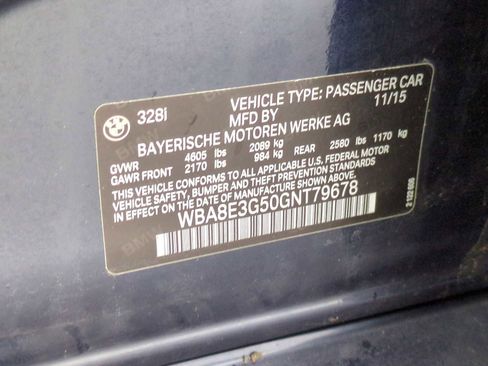 BMW
328i
VEHICLE TYPE: PASSENGER CAR
MFD BY 11/15
BAYERISCHE MOTOREN WERKE AG
GVWR 4605 lbs 2089 kg
GAWR FRONT 2170 lbs 984 kg REAR 2580 lbs 1170 kg
THIS VEHICLE CONFORMS TO ALL APPLICABLE U.S. FEDERAL MOTOR
VEHICLE SAFETY, BUMPER AND THEFT PREVENTION STANDARDS
IN EFFECT ON THE DATE OF MANUFACTURE SHOWN ABOVE.
WBA8E3G50GNT79678